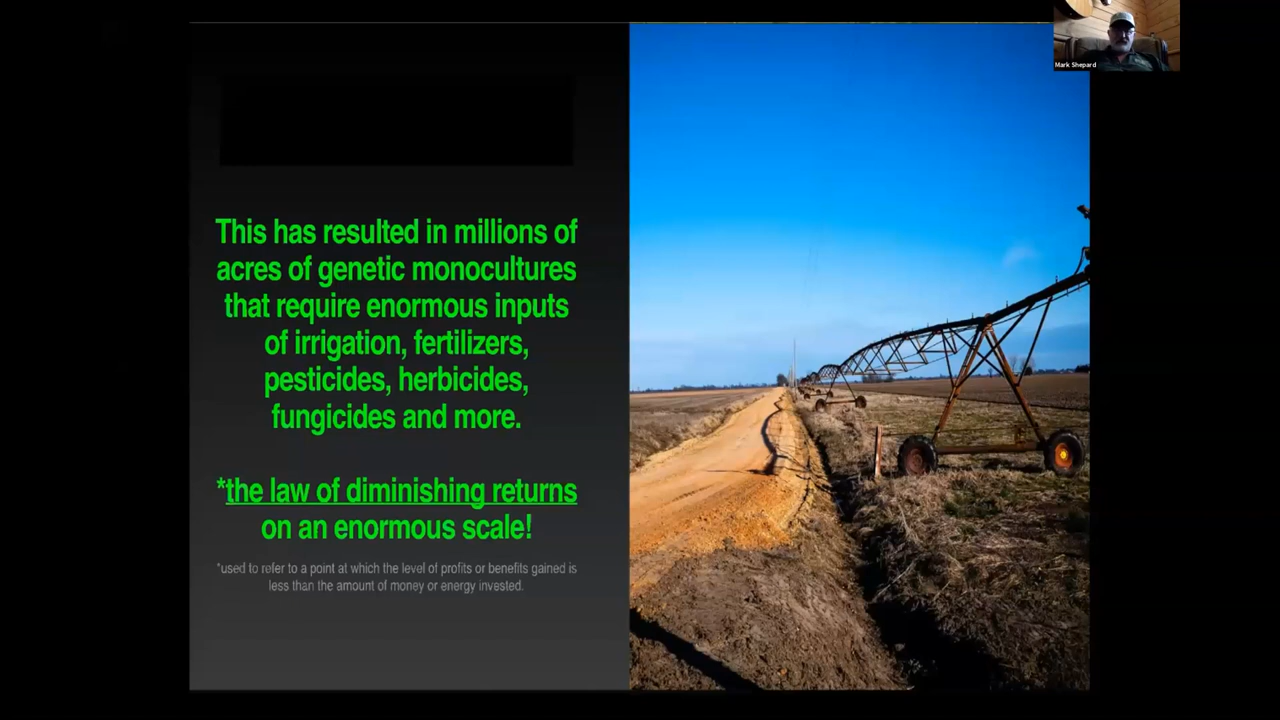 Mark Shepard
This has resulted in millions of
acres of genetic monocultures
that require enormous inputs
of irrigation, fertilizers,
pesticides, herbicides,
fungicides and more.
*the law of diminishing returns
on an enormous scale!
*used to refer to a point at which the level of profits or benefits gained is
less than the amount of money or energy invested.